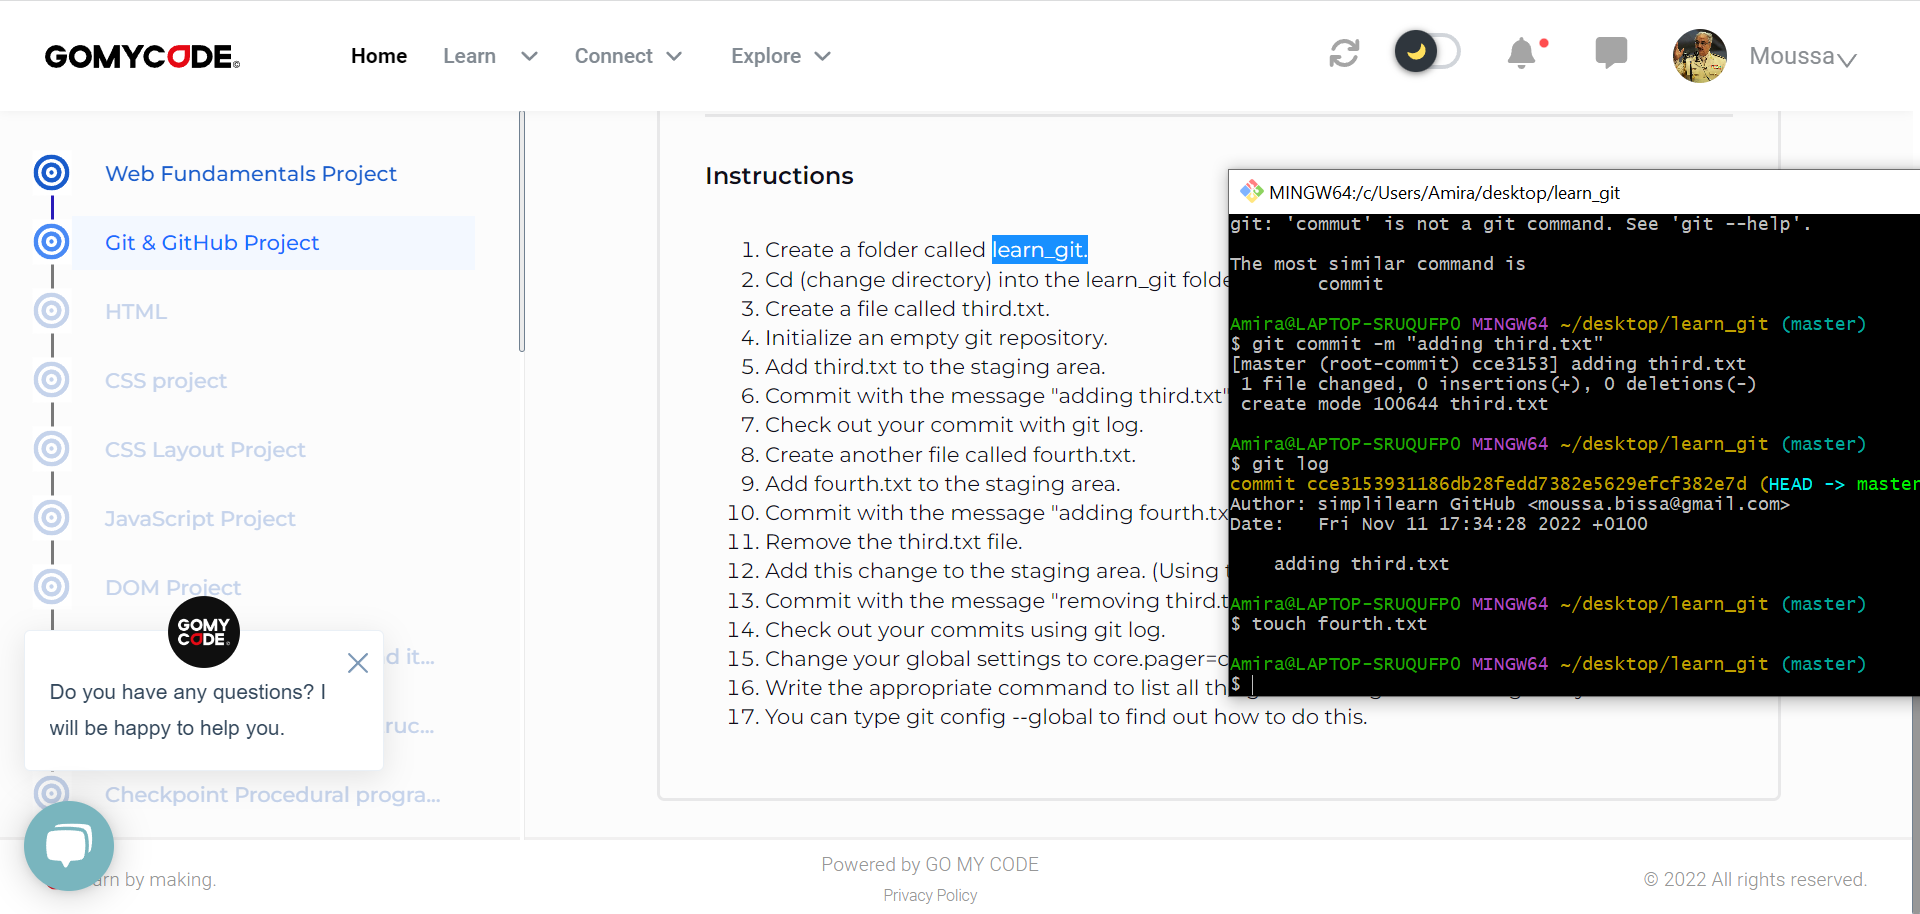 GOMYCODE
Home
Learn
Connect
Explore
Moussa
Web Fundamentals Project
Git & GitHub Project
HTML
CSS project
CSS Layout Project
JavaScript Project
DOM Project
d it...
ruc...
Checkpoint Procedural progra...
GOMY
CODE
Do you have any questions? I
will be happy to help you.
arn by making.
Instructions
1. Create a folder called learn_git.
2. Cd (change directory) into the learn_git folde
3. Create a file called third.txt.
4. Initialize an empty git repository.
5. Add third.txt to the staging area.
6. Commit with the message "adding third.txt"
7. Check out your commit with git log.
8. Create another file called fourth.txt.
9. Add fourth.txt to the staging area.
10. Commit with the message "adding fourth.tx
11. Remove the third.txt file.
12. Add this change to the staging area. (Using
13. Commit with the message "removing third.t
14. Check out your commits using git log.
15. Change your global settings to core.pager=c
16. Write the appropriate command to list all th
17. You can type git config --global to find out how to do this.
MINGW64:/c/Users/Amira/desktop/learn_git
git: 'commut' is not a git command. See 'git --help'.
The most similar command is
commit
Amira@LAPTOP-SRUQUFP0 MINGW64 ~/desktop/learn_git (master)
$ git commit -m "adding third.txt"
[master (root-commit) cce3153] adding third.txt
1 file changed, 0 insertions(+), 0 deletions(-)
create mode 100644 third.txt
Amira@LAPTOP-SRUQUFP0 MINGW64 ~/desktop/learn_git (master)
$ git log
commit cce3153931186db28fedd7382e5629efcf382e7d (HEAD -> master
Author: simplilearn GitHub <moussa.bissa@gmail.com>
Date: Fri Nov 11 17:34:28 2022 +0100
adding third.txt
Amira@LAPTOP-SRUQUFP0 MINGW64 ~/desktop/learn_git (master)
$ touch fourth.txt
Amira@LAPTOP-SRUQUFP0 MINGW64 ~/desktop/learn_git (master)
$
Powered by GO MY CODE
Privacy Policy
© 2022 All rights reserved.